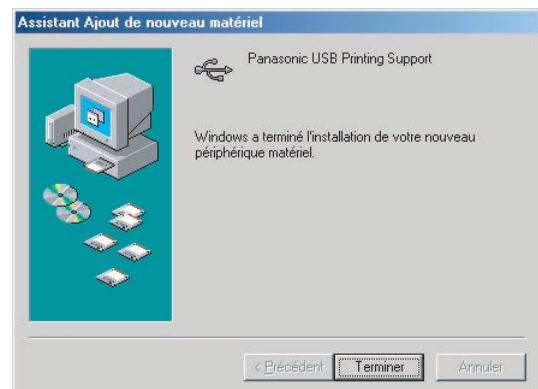 Assistant Ajout de nouveau matériel
Panasonic USB Printing Support
Windows a terminé l'installation de votre nouveau
périphérique matériel.
< Précédent
Terminer
Annuler